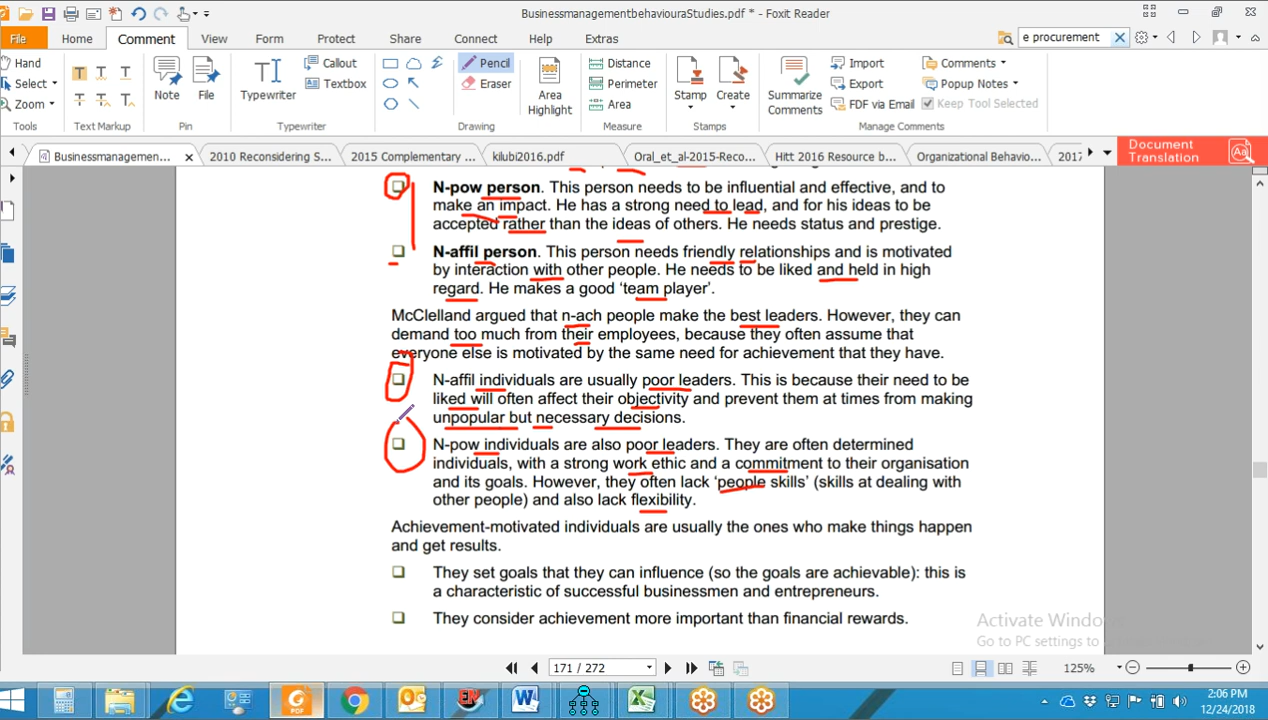 BusinessmanagementbehaviouraStudies.pdf * - Foxit Reader
File Home Comment View Form Protect Share Connect Help Extras e procurement
Hand Select Zoom
Tools
Text Markup
Note File
Pin
Typewriter Callout Textbox
Typewriter
Pencil Eraser Area Highlight
Drawing
Distance Perimeter Area
Measure
Stamp Create
Stamps
Summarize Comments Import Export FDF via Email Comments Popup Notes Keep Tool Selected
Manage Comments
Businessmanagemen... 2010 Reconsidering S... 2015 Complementary ... kilubi2016.pdf Oral_et_al-2015-Reco... Hitt 2016 Resource b... Organizational Behavio... 2017
Document Translation
N-pow person. This person needs to be influential and effective, and to
make an impact. He has a strong need to lead, and for his ideas to be
accepted rather than the ideas of others. He needs status and prestige.
N-affil person. This person needs friendly relationships and is motivated
by interaction with other people. He needs to be liked and held in high
regard. He makes a good ‘team player’.
McClelland argued that n-ach people make the best leaders. However, they can
demand too much from their employees, because they often assume that
everyone else is motivated by the same need for achievement that they have.
N-affil individuals are usually poor leaders. This is because their need to be
liked will often affect their objectivity and prevent them at times from making
unpopular but necessary decisions.
N-pow individuals are also poor leaders. They are often determined
individuals, with a strong work ethic and a commitment to their organisation
and its goals. However, they often lack ‘people skills’ (skills at dealing with
other people) and also lack flexibility.
Achievement-motivated individuals are usually the ones who make things happen
and get results.
They set goals that they can influence (so the goals are achievable): this is
a characteristic of successful businessmen and entrepreneurs.
They consider achievement more important than financial rewards.
Activate Windo
Go to PC settings to
171 / 272 125%
2:06 PM
12/24/2018